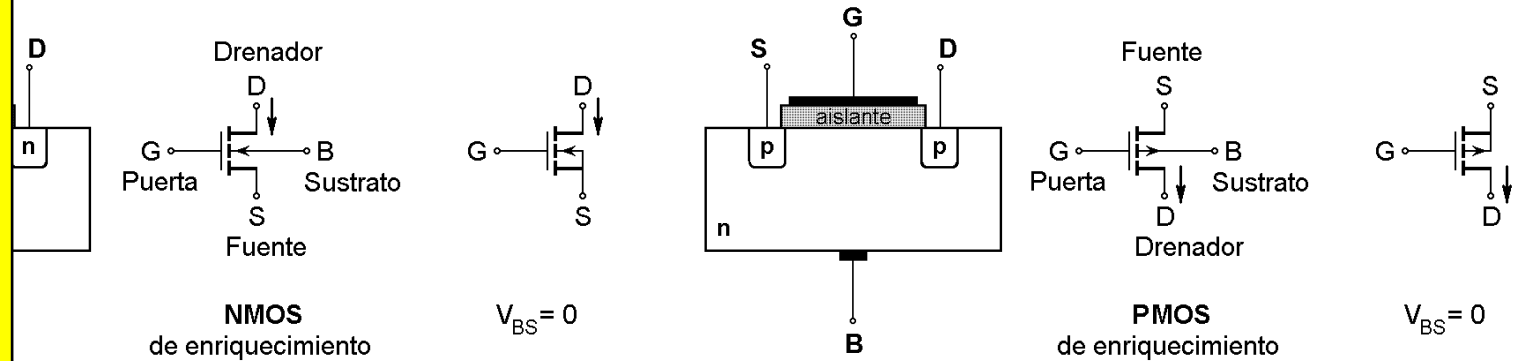 D
n
Drenador
D
G
B
Puerta
Sustrato
S
Fuente
NMOS
de enriquecimiento
D
G
S
V_BS = 0
G
S
D
aislante
p
p
n
B
Fuente
S
G
B
Puerta
Sustrato
D
Drenador
PMOS
de enriquecimiento
S
G
D
V_BS = 0